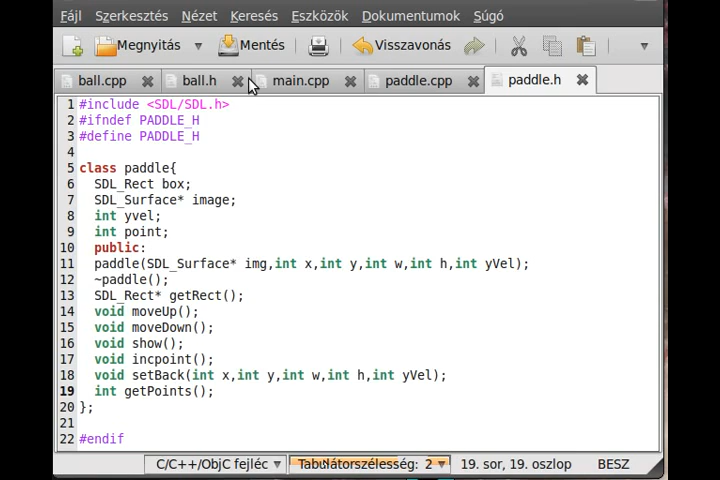 Fájl Szerkesztés Nézet Keresés Eszközök Dokumentumok Súgó
Megnyitás Mentés Visszavonás
ball.cpp ball.h main.cpp paddle.cpp paddle.h
1 #include <SDL/SDL.h>
2 #ifndef PADDLE_H
3 #define PADDLE_H
4
5 class paddle{
6 SDL_Rect box;
7 SDL_Surface* image;
8 int yvel;
9 int point;
10 public:
11 paddle(SDL_Surface* img,int x,int y,int w,int h,int yVel);
12 ~paddle();
13 SDL_Rect* getRect();
14 void moveUp();
15 void moveDown();
16 void show();
17 void incpoint();
18 void setBack(int x,int y,int w,int h,int yVel);
19 int getPoints();
20 };
21
22 #endif
C/C++/ObjC fejléc Tabulátorszélesség: 2 19. sor, 19. oszlop BESZ